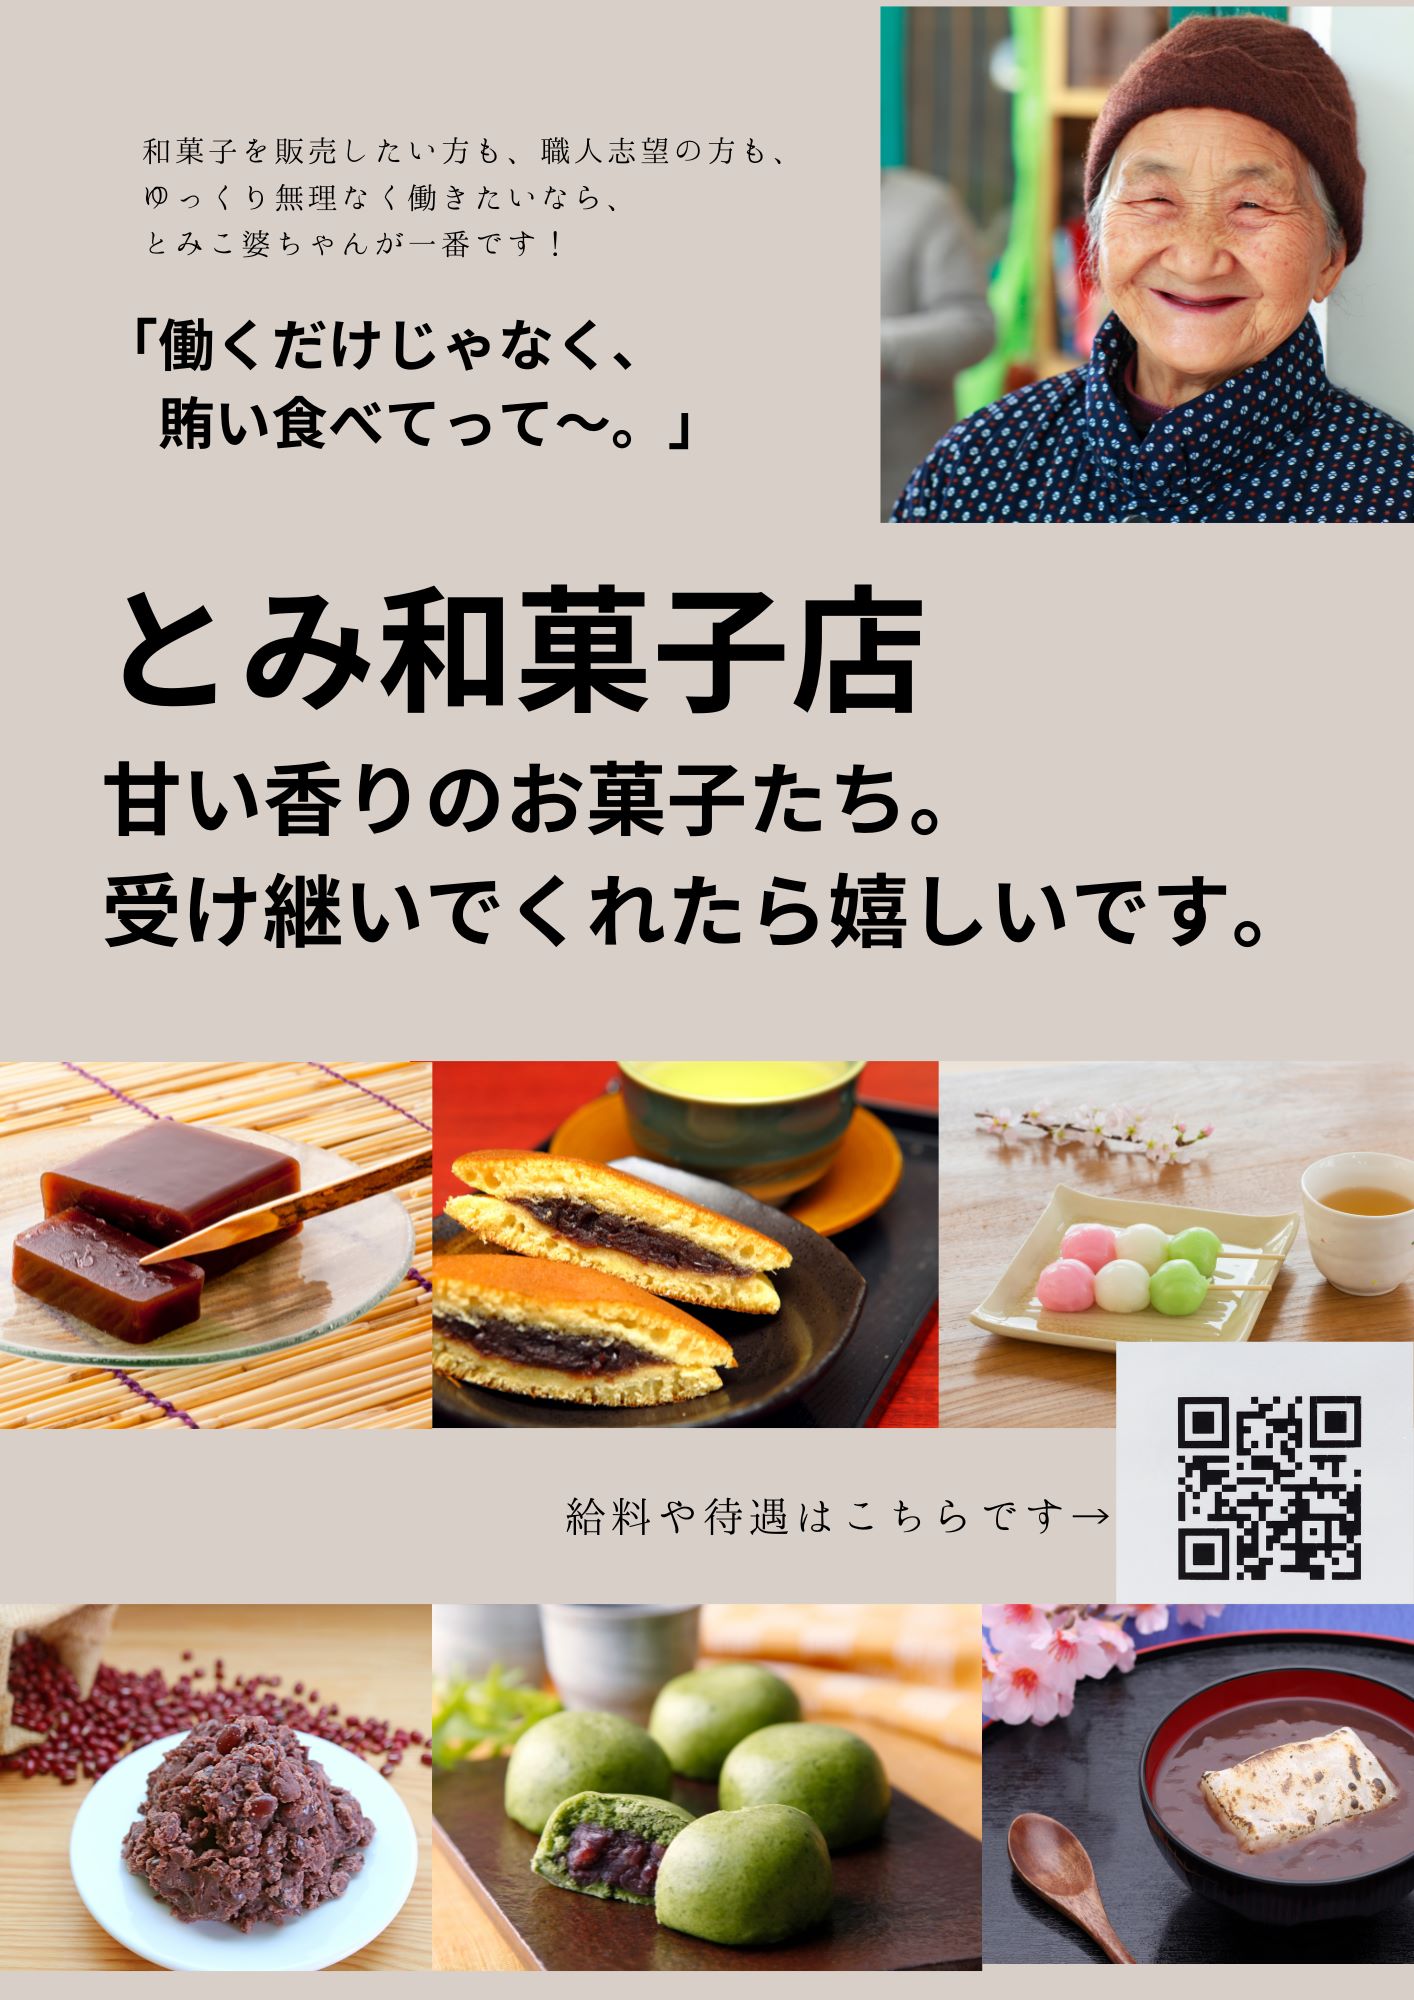 和菓子を販売したい方も、職人志望の方も、
ゆっくり無理なく働きたいなら、
とみこ婆ちゃんが一番です！
「働くだけじゃなく、
賄い食べてって〜。」
とみ和菓子店
甘い香りのお菓子たち。
受け継いでくれたら嬉しいです。
給料や待遇はこちらです→